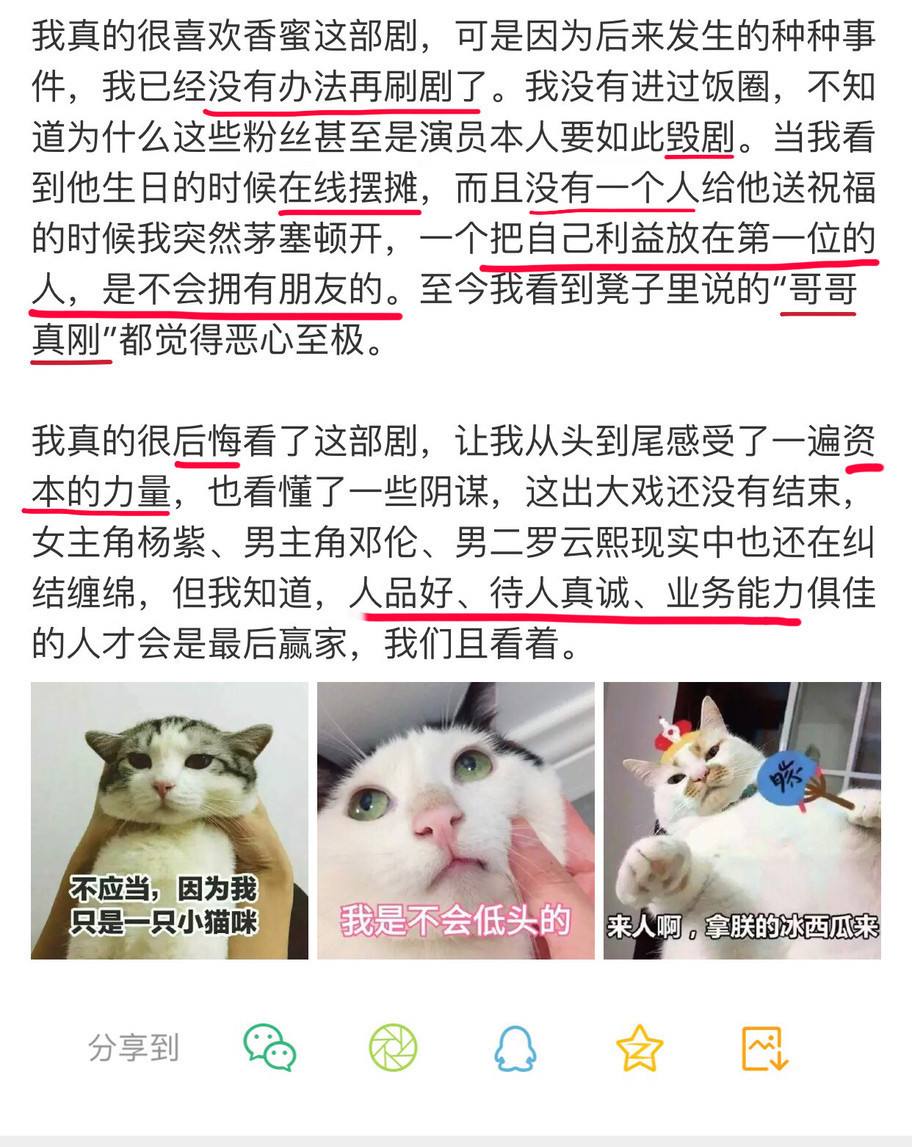 我真的很喜欢香蜜这部剧，可是因为后来发生的种种事
件，我已经没有办法再刷剧了。我没有进过饭圈，不知
道为什么这些粉丝甚至是演员本人要如此毁剧。当我看
到他生日的时候在线摆摊，而且没有一个人给他送祝福
的时候我突然茅塞顿开，一个把自己利益放在第一位的
人，是不会拥有朋友的。至今我看到凳子里说的“哥哥
真刚”都觉得恶心至极。
我真的很后悔看了这部剧，让我从头到尾感受了一遍资
本的力量，也看懂了一些阴谋，这出大戏还没有结束，
女主角杨紫、男主角邓伦、男二罗云熙现实中也还在纠
结缠绵，但我知道，人品好、待人真诚、业务能力俱佳
的人才会是最后赢家，我们且看着。
不应当，因为我
只是一只小猫咪
我是不会低头的
来人啊，拿朕的冰西瓜来
分享到